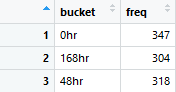 bucket freq
1 0hr 347
2 168hr 304
3 48hr 318